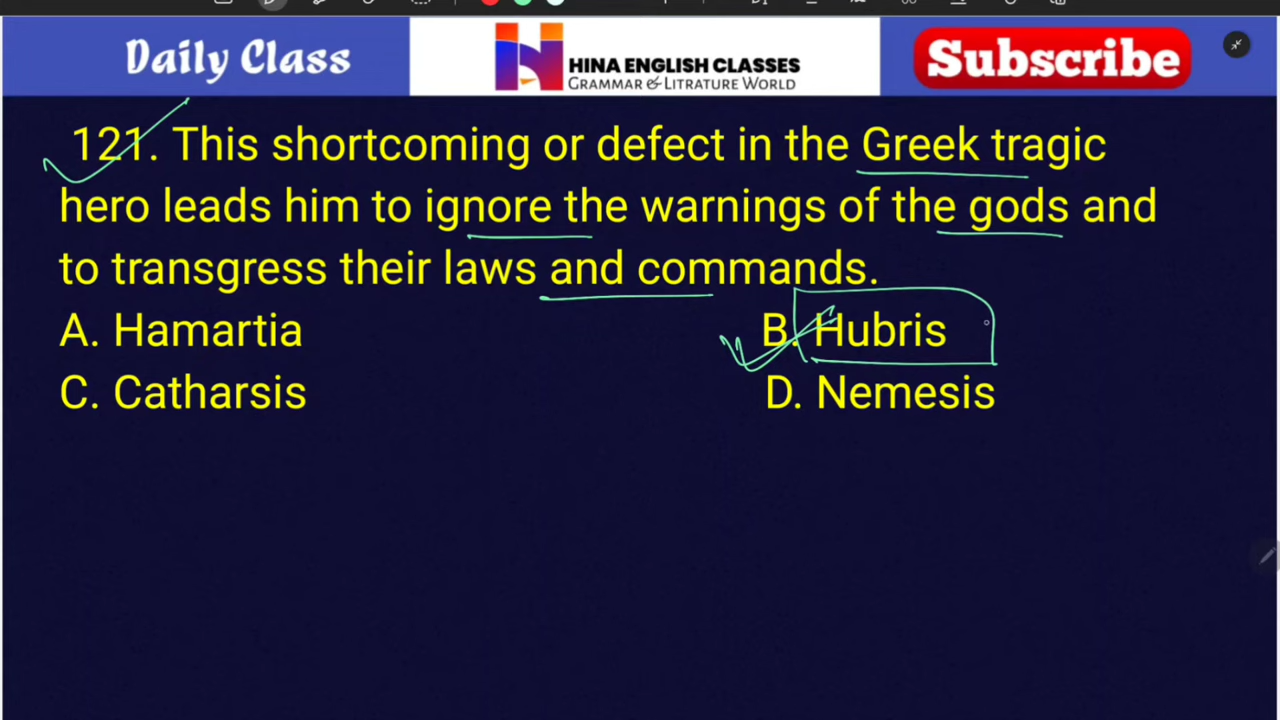 Daily Class
HINA ENGLISH CLASSES
GRAMMAR & LITRATURE WORLD
Subscribe
121. This shortcoming or defect in the Greek tragic
hero leads him to ignore the warnings of the gods and
to transgress their laws and commands.
A. Hamartia
B. Hubris
C. Catharsis
D. Nemesis